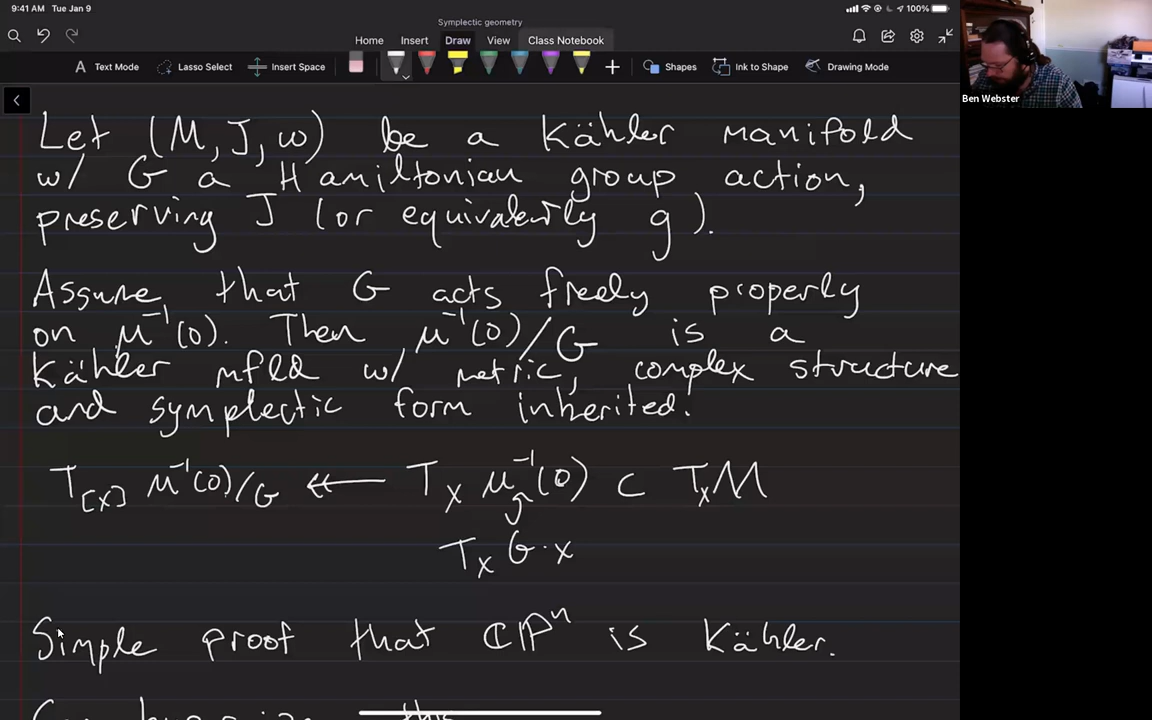 9:41 AM Tue Jan 9
100%
Symplectic geometry
Home Insert Draw View Class Notebook
Text Mode Lasso Select Insert Space Shapes Ink to Shape Drawing Mode
Ben Webster
Let (M, J, ω) be a Kähler manifold
w/ G a Hamiltonian group action,
preserving J (or equivalently g).
Assume that G acts freely properly
on μ⁻¹(0). Then μ⁻¹(0)/G is a
Kähler mfld w/ metric, complex structure
and symplectic form inherited.
T[x] μ⁻¹(0)/G ↞ Tx μ⁻¹(0) ⊂ TxM
Tx G·x
Simple proof that ℂℙⁿ is Kähler.
this